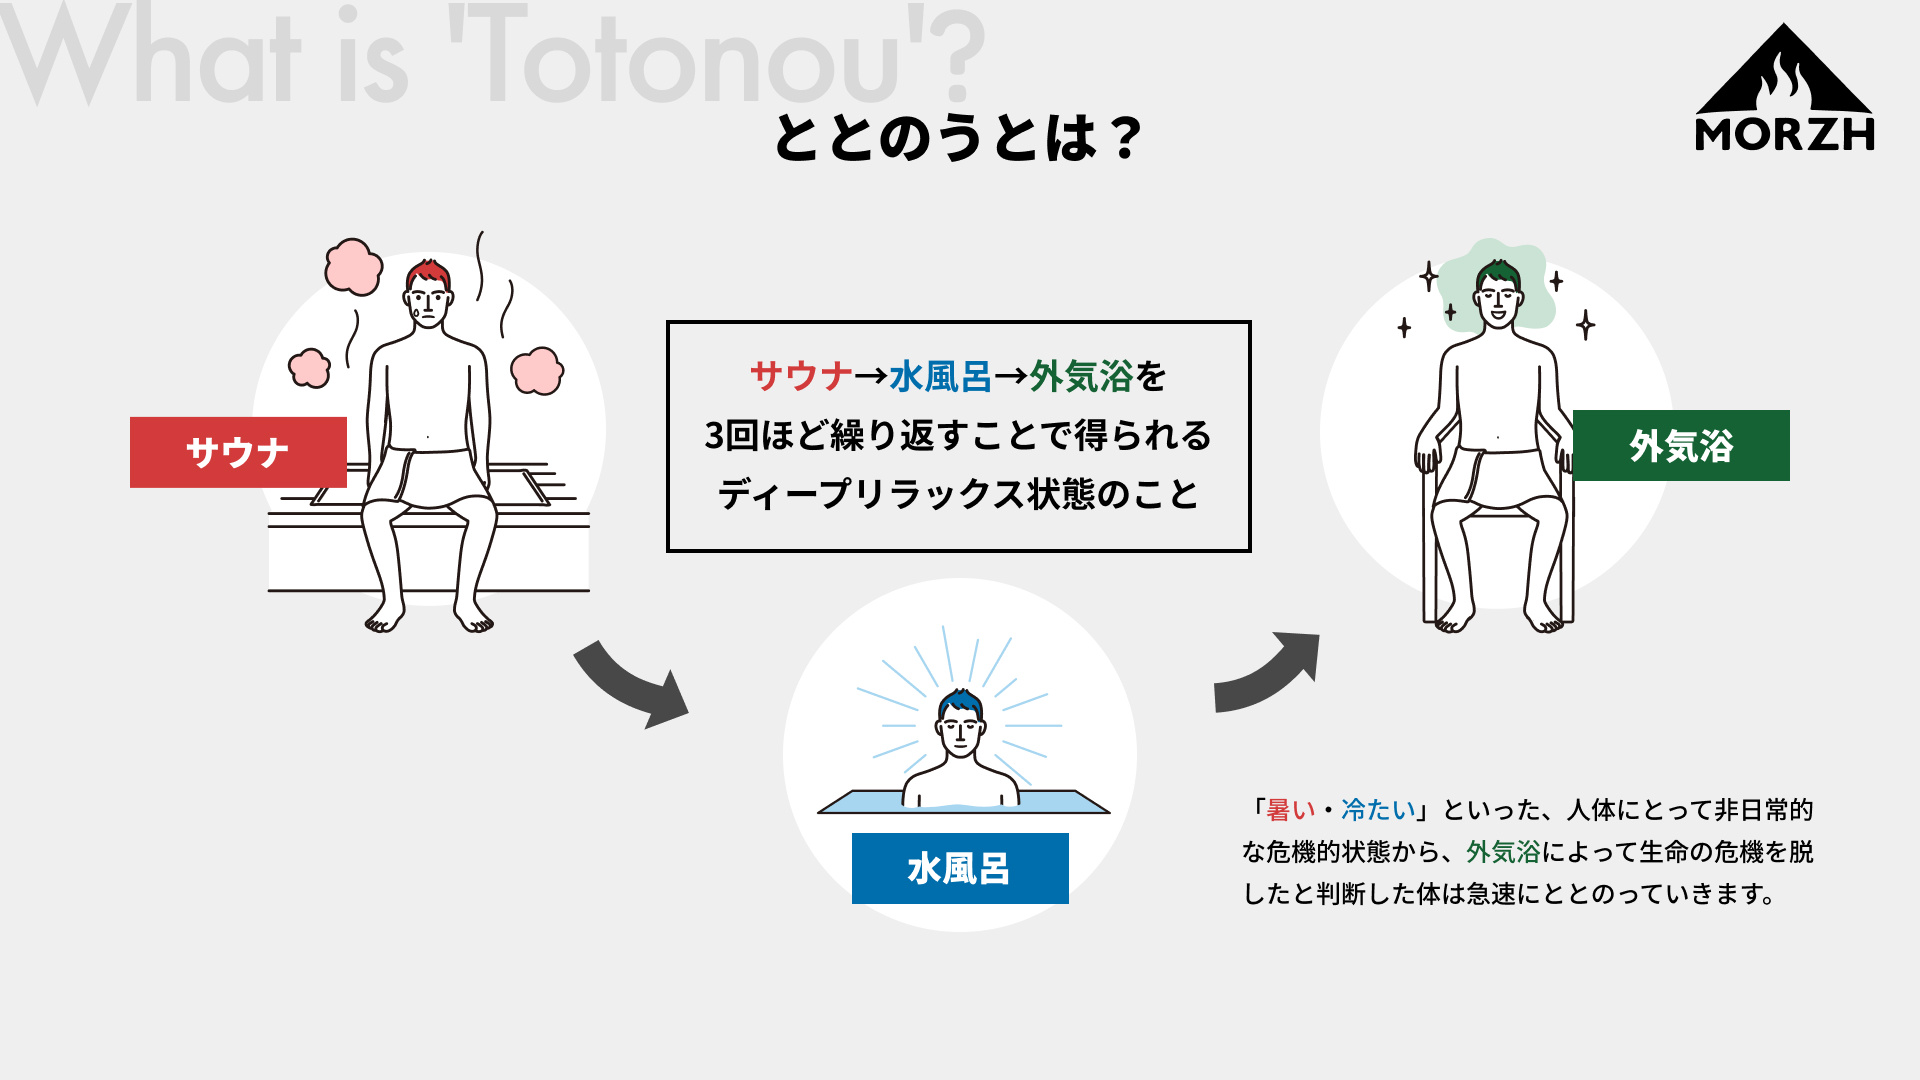 What is 'Totonou'?
ととのうとは？
MORZH
サウナ→水風呂→外気浴を
3回ほど繰り返すことで得られる
ディープリラックス状態のこと
サウナ
外気浴
水風呂
「暑い・冷たい」といった、人体にとって非日常的
な危機的状態から、外気浴によって生命の危機を脱
したと判断した体は急速にととのっていきます。